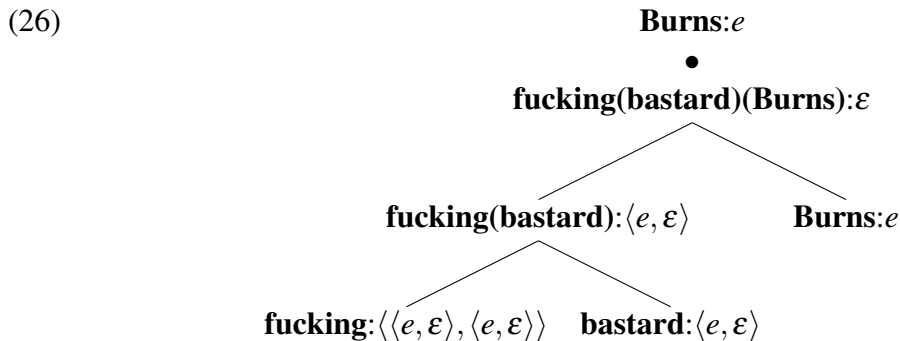 (26)
Burns:e
•
fucking(bastard)(Burns):ε
fucking(bastard):⟨e, ε⟩ Burns:e
fucking:⟨⟨e, ε⟩, ⟨e, ε⟩⟩ bastard:⟨e, ε⟩